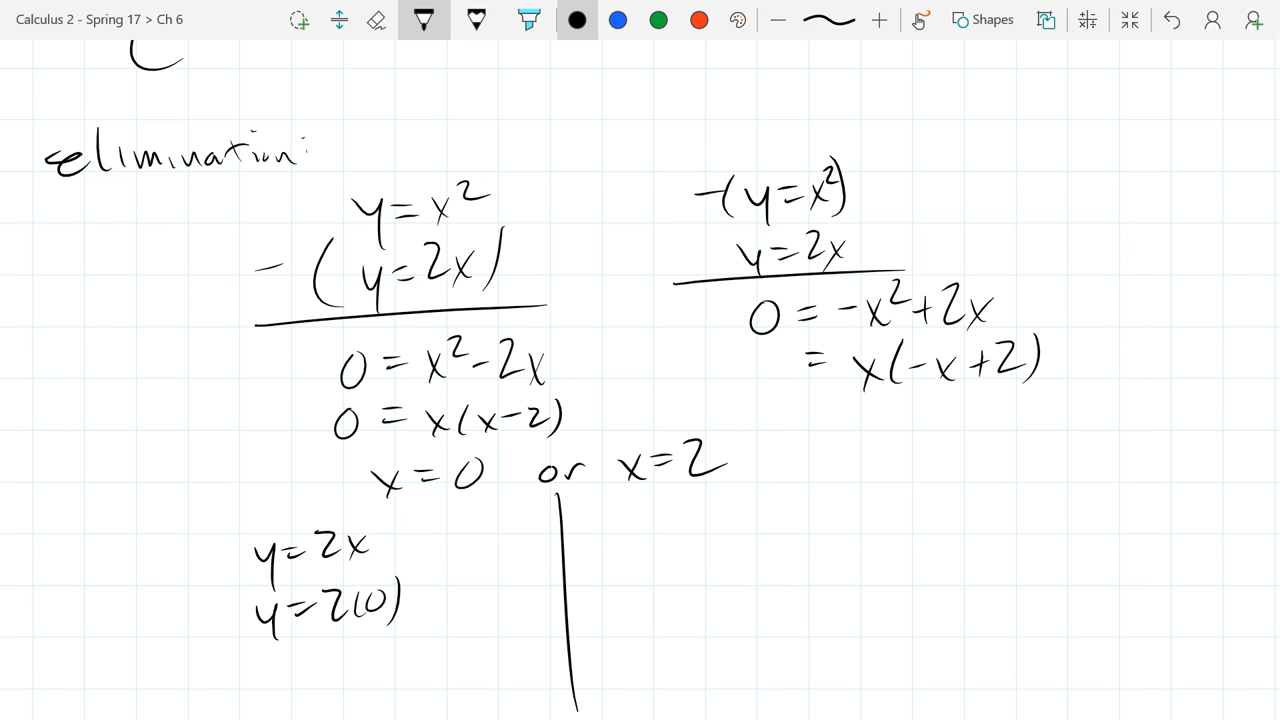 Calculus 2 - Spring 17 > Ch 6
Shapes
elimination:
y = x²
- (y = 2x)
0 = x² - 2x
0 = x(x-2)
x = 0 or x = 2
y = 2x
y = 2(0)
-(y = x²)
y = 2x
0 = -x² + 2x
= x(-x+2)